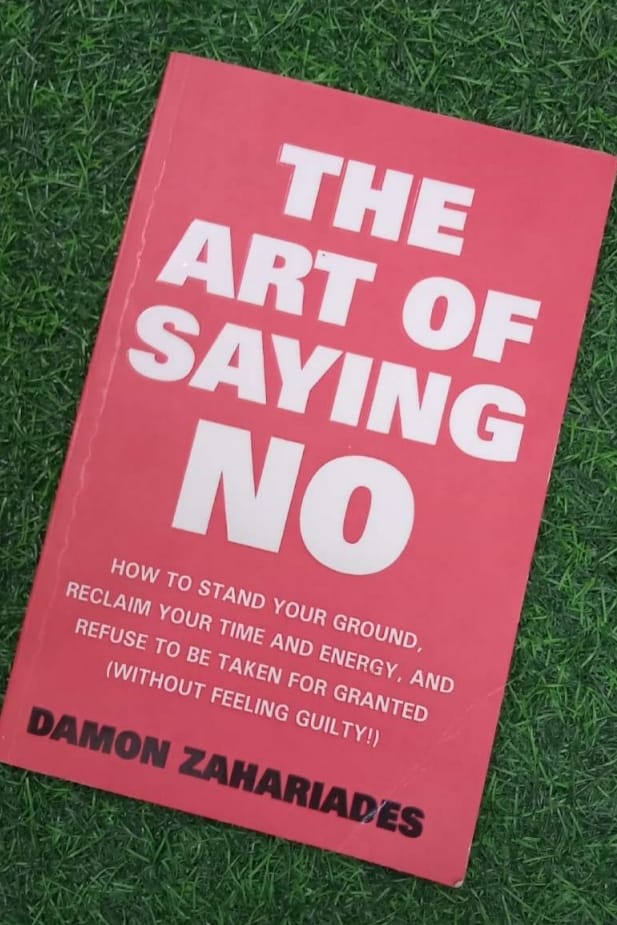 THE
ART OF
SAYING
NO
HOW TO STAND YOUR GROUND,
RECLAIM YOUR TIME AND ENERGY, AND
REFUSE TO BE TAKEN FOR GRANTED
(WITHOUT FEELING GUILTY!)
DAMON ZAHARIADES